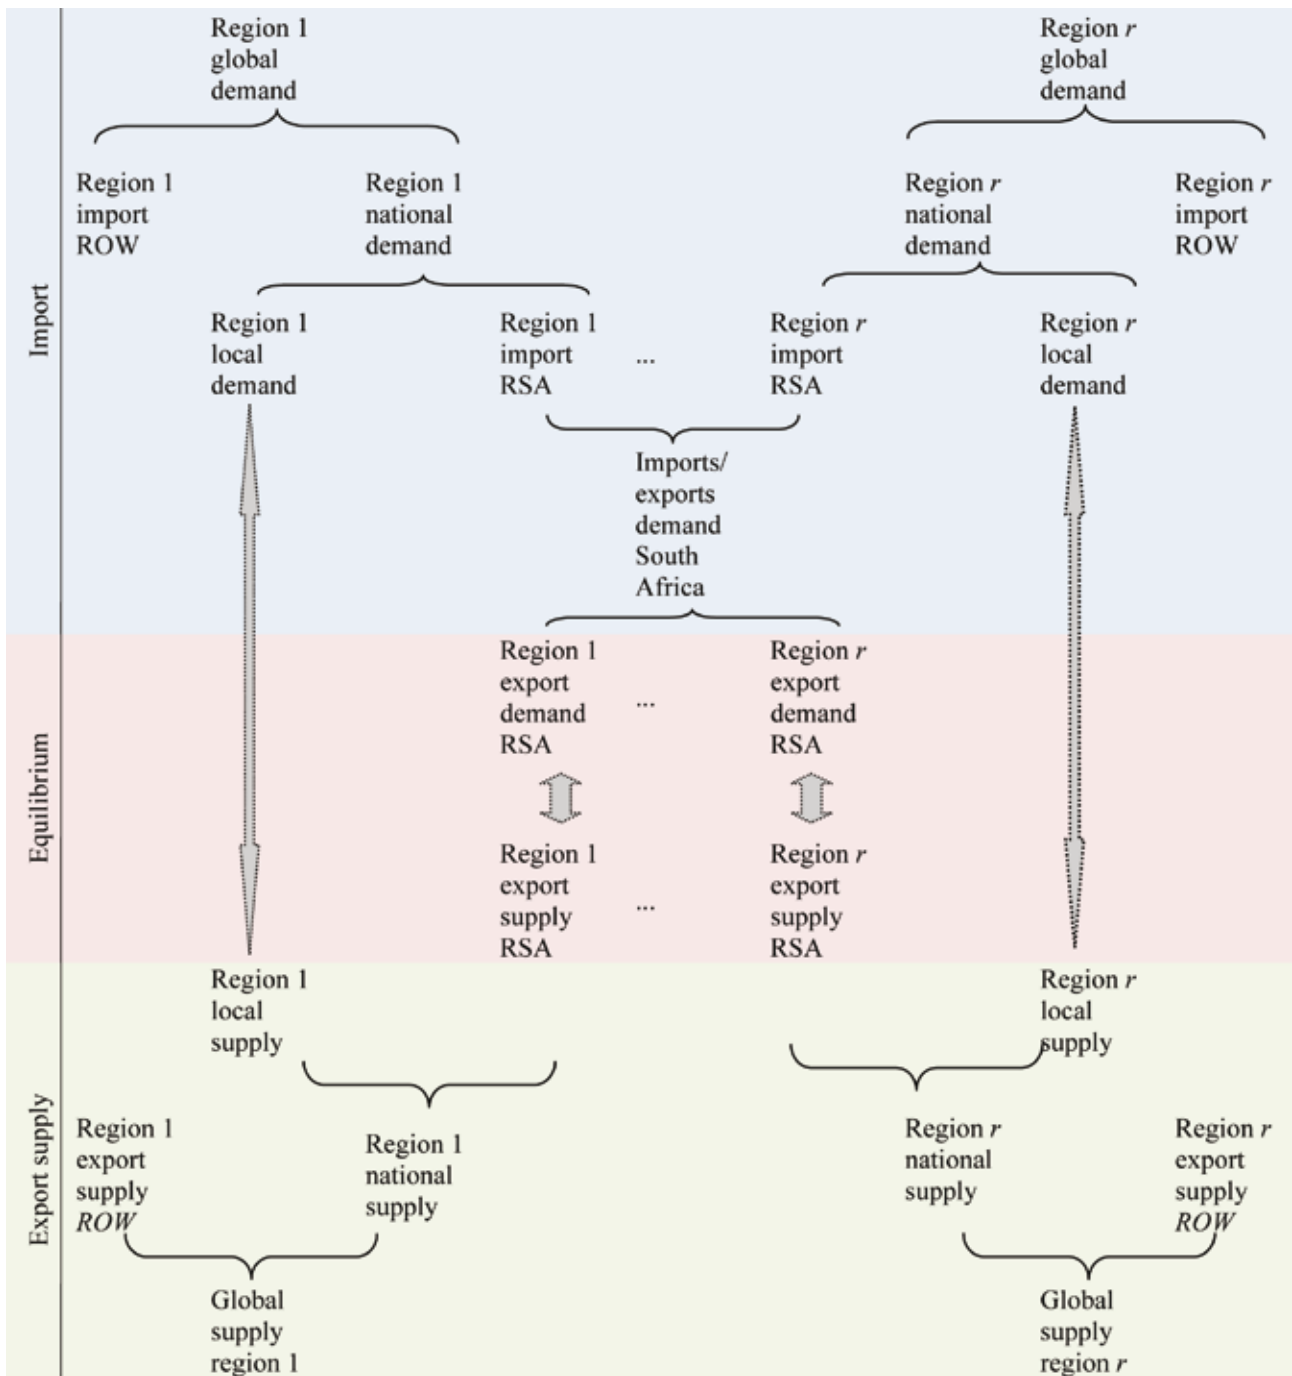 Region 1
global
demand
Region r
global
demand
Region 1
import
ROW
Region 1
national
demand
Region r
national
demand
Region r
import
ROW
Import
Region 1
local
demand
Region 1
import
RSA
...
Region r
import
RSA
Region r
local
demand
Imports/
exports
demand
South
Africa
Equilibrium
Region 1
export
demand
RSA
...
Region r
export
demand
RSA
Region 1
export
supply
RSA
...
Region r
export
supply
RSA
Export supply
Region 1
local
supply
Region r
local
supply
Region 1
export
supply
ROW
Region 1
national
supply
Region r
national
supply
Region r
export
supply
ROW
Global
supply
region 1
Global
supply
region r